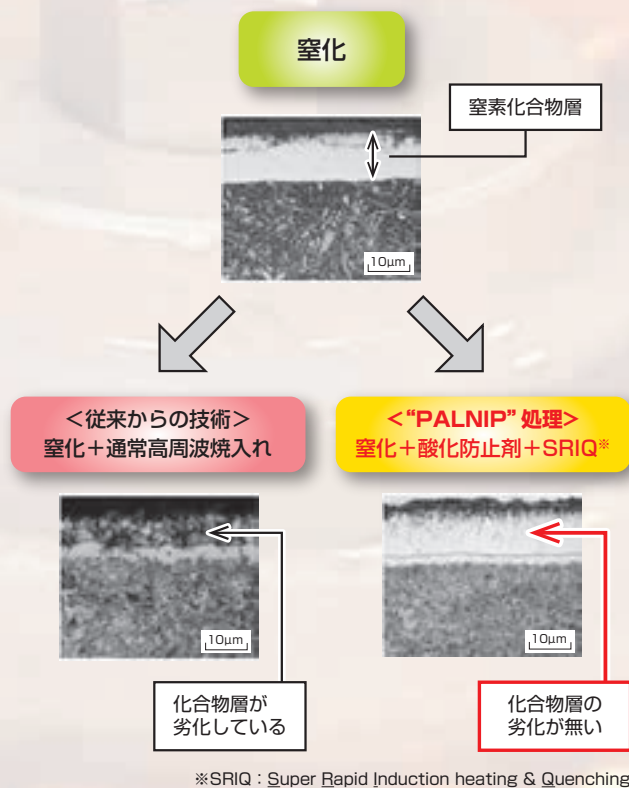 窒化
窒素化合物層
10μm
＜従来からの技術＞
窒化＋通常高周波焼入れ
＜“PALNIP”処理＞
窒化＋酸化防止剤＋SRIQ※
10μm
10μm
化合物層が
劣化している
化合物層の
劣化が無い
※SRIQ：Super Rapid Induction heating & Quenching